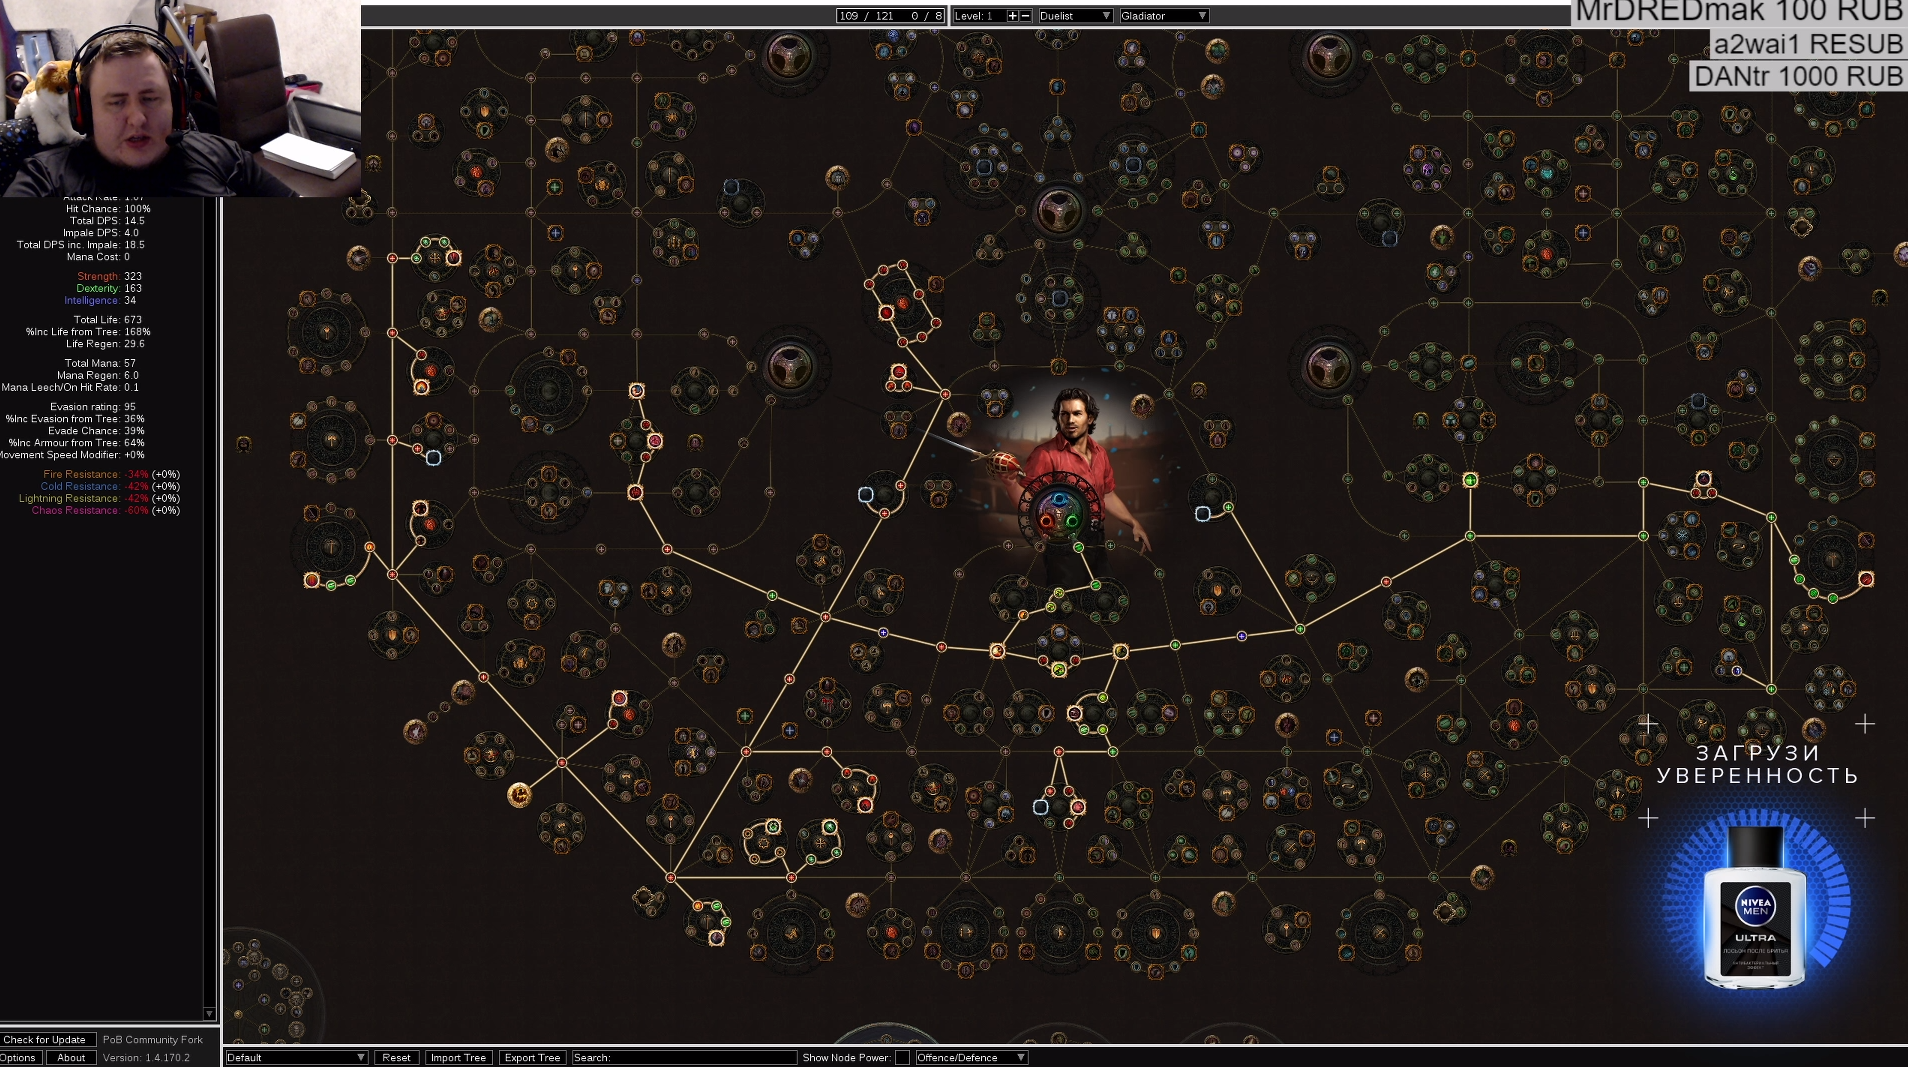 109 / 121 0 / 8
Level: 1
Duelist
Gladiator
MrDREDmak 100 RUB
a2wai1 RESUB
DANtr 1000 RUB
Hit Chance: 100%
Total DPS: 14.5
Impale DPS: 4.0
Total DPS inc. Impale: 18.5
Mana Cost: 0
Strength: 323
Dexterity: 163
Intelligence: 34
Total Life: 673
%Inc Life from Tree: 168%
Life Regen: 29.6
Total Mana: 57
Mana Regen: 6.0
Mana Leech/On Hit Rate: 0.1
Evasion rating: 95
%Inc Evasion from Tree: 36%
Evade Chance: 39%
%Inc Armour from Tree: 64%
Movement Speed Modifier: +0%
Fire Resistance: -34% (+0%)
Cold Resistance: -42% (+0%)
Lightning Resistance: -42% (+0%)
Chaos Resistance: -60% (+0%)
ЗАГРУЗИ
УВЕРЕННОСТЬ
NIVEA
MEN
ULTRA
Check for Update
PoB Community Fork
Options
About
Version: 1.4.170.2
Default
Reset
Import Tree
Export Tree
Search:
Show Node Power:
Offence/Defence